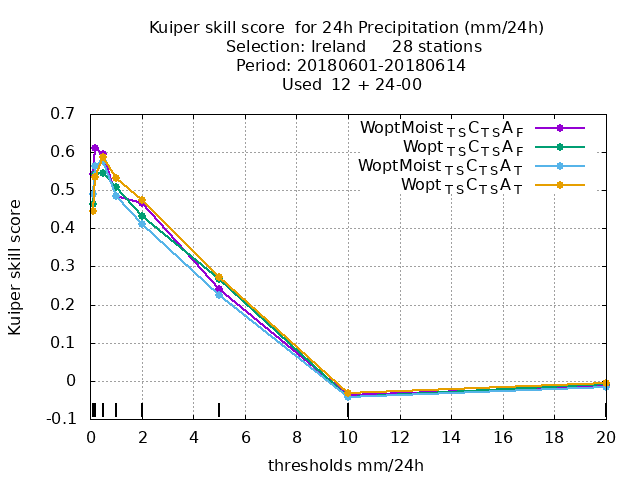 Kuiper skill score  for 24h Precipitation (mm/24h)
Selection: Ireland     28 stations
Period: 20180601-20180614
Used  12 + 24-00
WoptMoist TS C TS A F
Wopt TS C TS A F
WoptMoist TS C TS A T
Wopt TS C TS A T
Kuiper skill score
0.7
0.6
0.5
0.4
0.3
0.2
0.1
0
-0.1
0 2 4 6 8 10 12 14 16 18 20
thresholds mm/24h